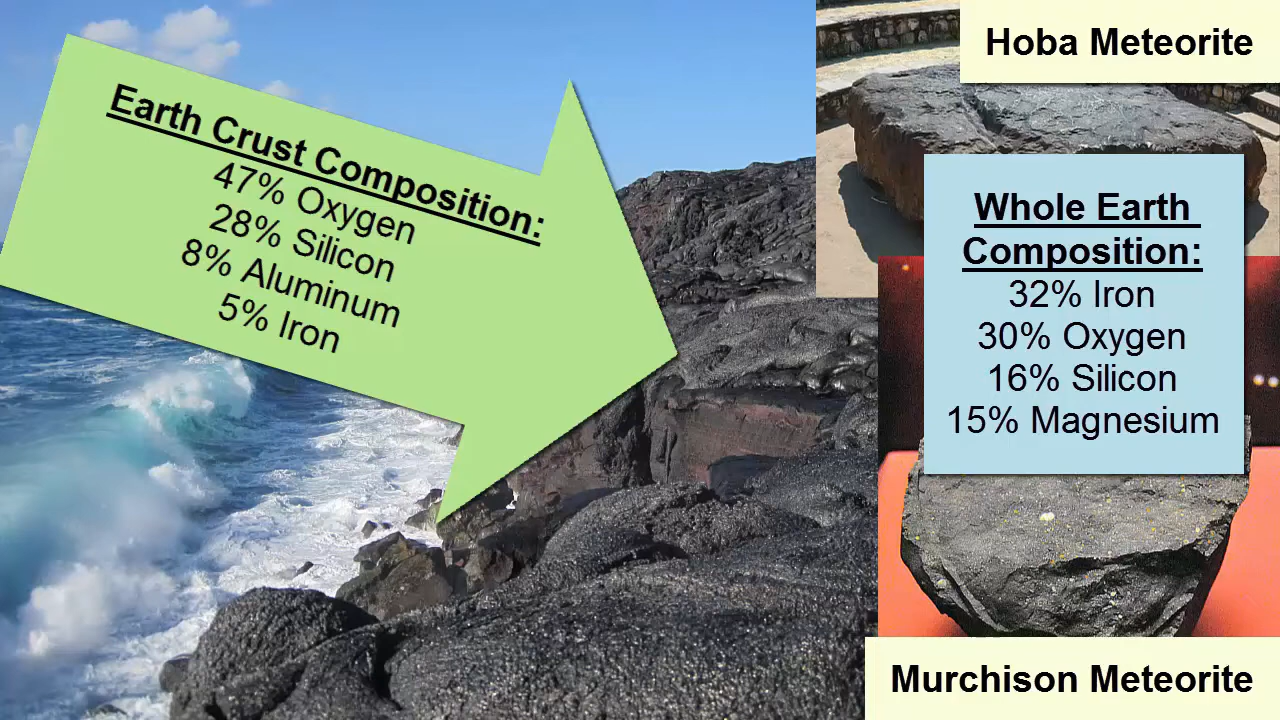 Earth Crust Composition:
47% Oxygen
28% Silicon
8% Aluminum
5% Iron
Hoba Meteorite
Whole Earth
Composition:
32% Iron
30% Oxygen
16% Silicon
15% Magnesium
Murchison Meteorite